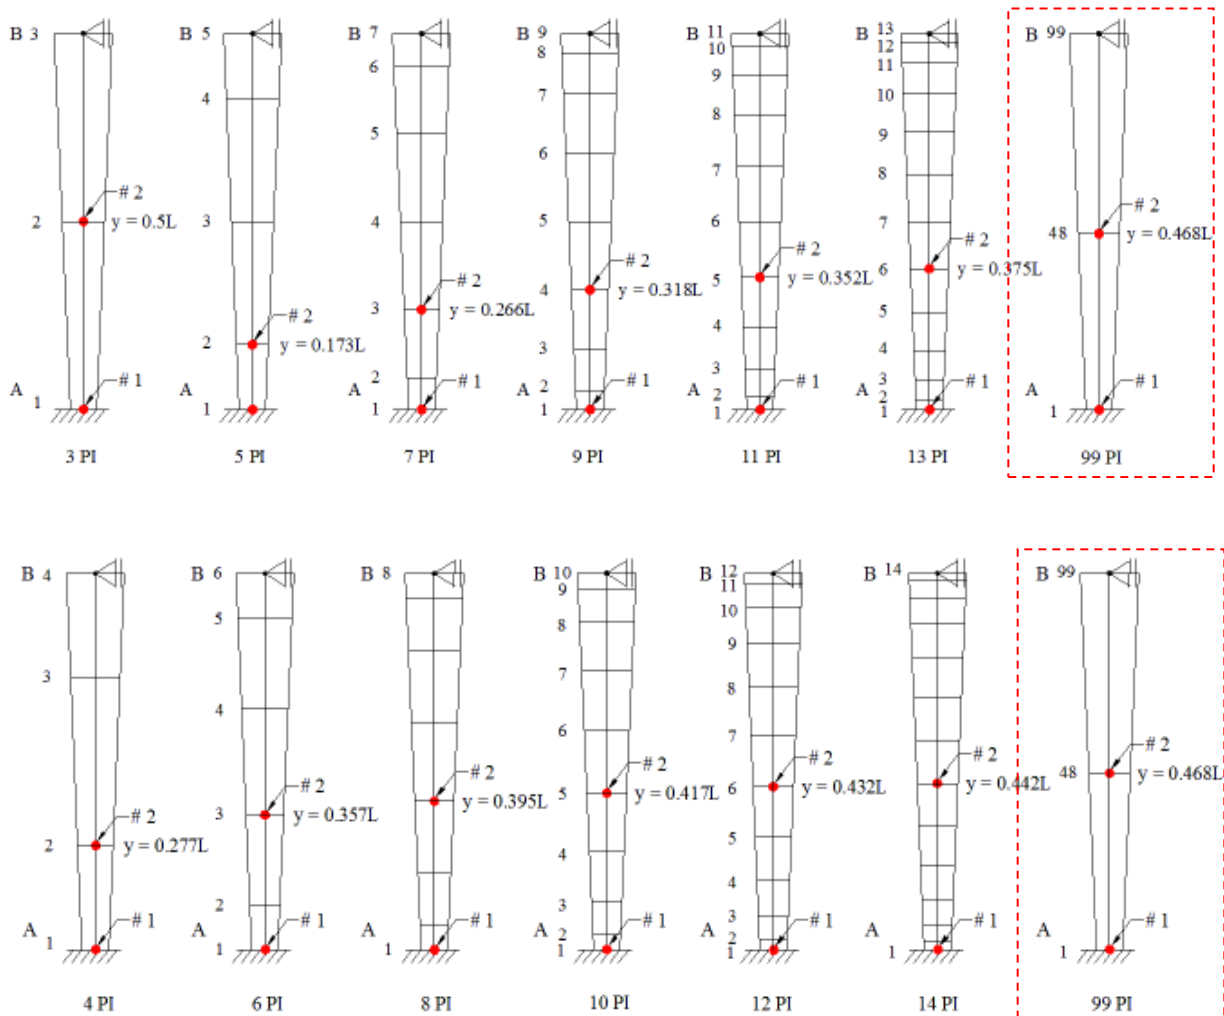 B 3
2
# 2
y = 0.5L
A
1
# 1
3 PI
B 5
4
3
2
# 2
y = 0.173L
A
1
# 1
5 PI
B 7
6
5
4
3
# 2
y = 0.266L
2
A
1
# 1
7 PI
B 9
8
7
6
5
4
# 2
y = 0.318L
3
2
A
1
# 1
9 PI
B 11
10
9
8
7
6
5
# 2
y = 0.352L
4
3
2
A
1
# 1
11 PI
B 13
12
11
10
9
8
7
6
# 2
y = 0.375L
5
4
3
2
A
1
# 1
13 PI
B 99
48
# 2
y = 0.468L
A
1
# 1
99 PI
B 4
3
2
# 2
y = 0.277L
A
1
# 1
4 PI
B 6
5
4
3
# 2
y = 0.357L
2
A
1
# 1
6 PI
B 8
# 2
y = 0.395L
A
1
# 1
8 PI
B 10
9
8
7
6
5
# 2
y = 0.417L
4
3
2
A
1
# 1
10 PI
B 12
11
10
9
8
7
6
# 2
y = 0.432L
5
4
3
2
A
1
# 1
12 PI
B 14
# 2
y = 0.442L
A
1
# 1
14 PI
B 99
48
# 2
y = 0.468L
A
1
# 1
99 PI